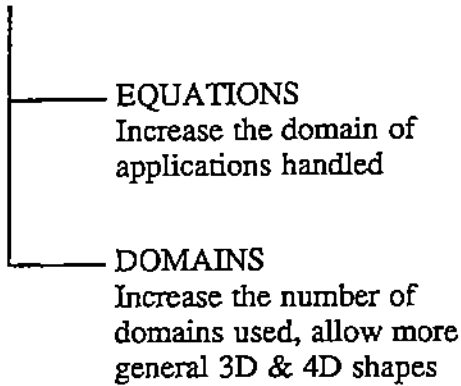 EQUATIONS
Increase the domain of
applications handled
DOMAINS
Increase the number of
domains used, allow more
general 3D & 4D shapes